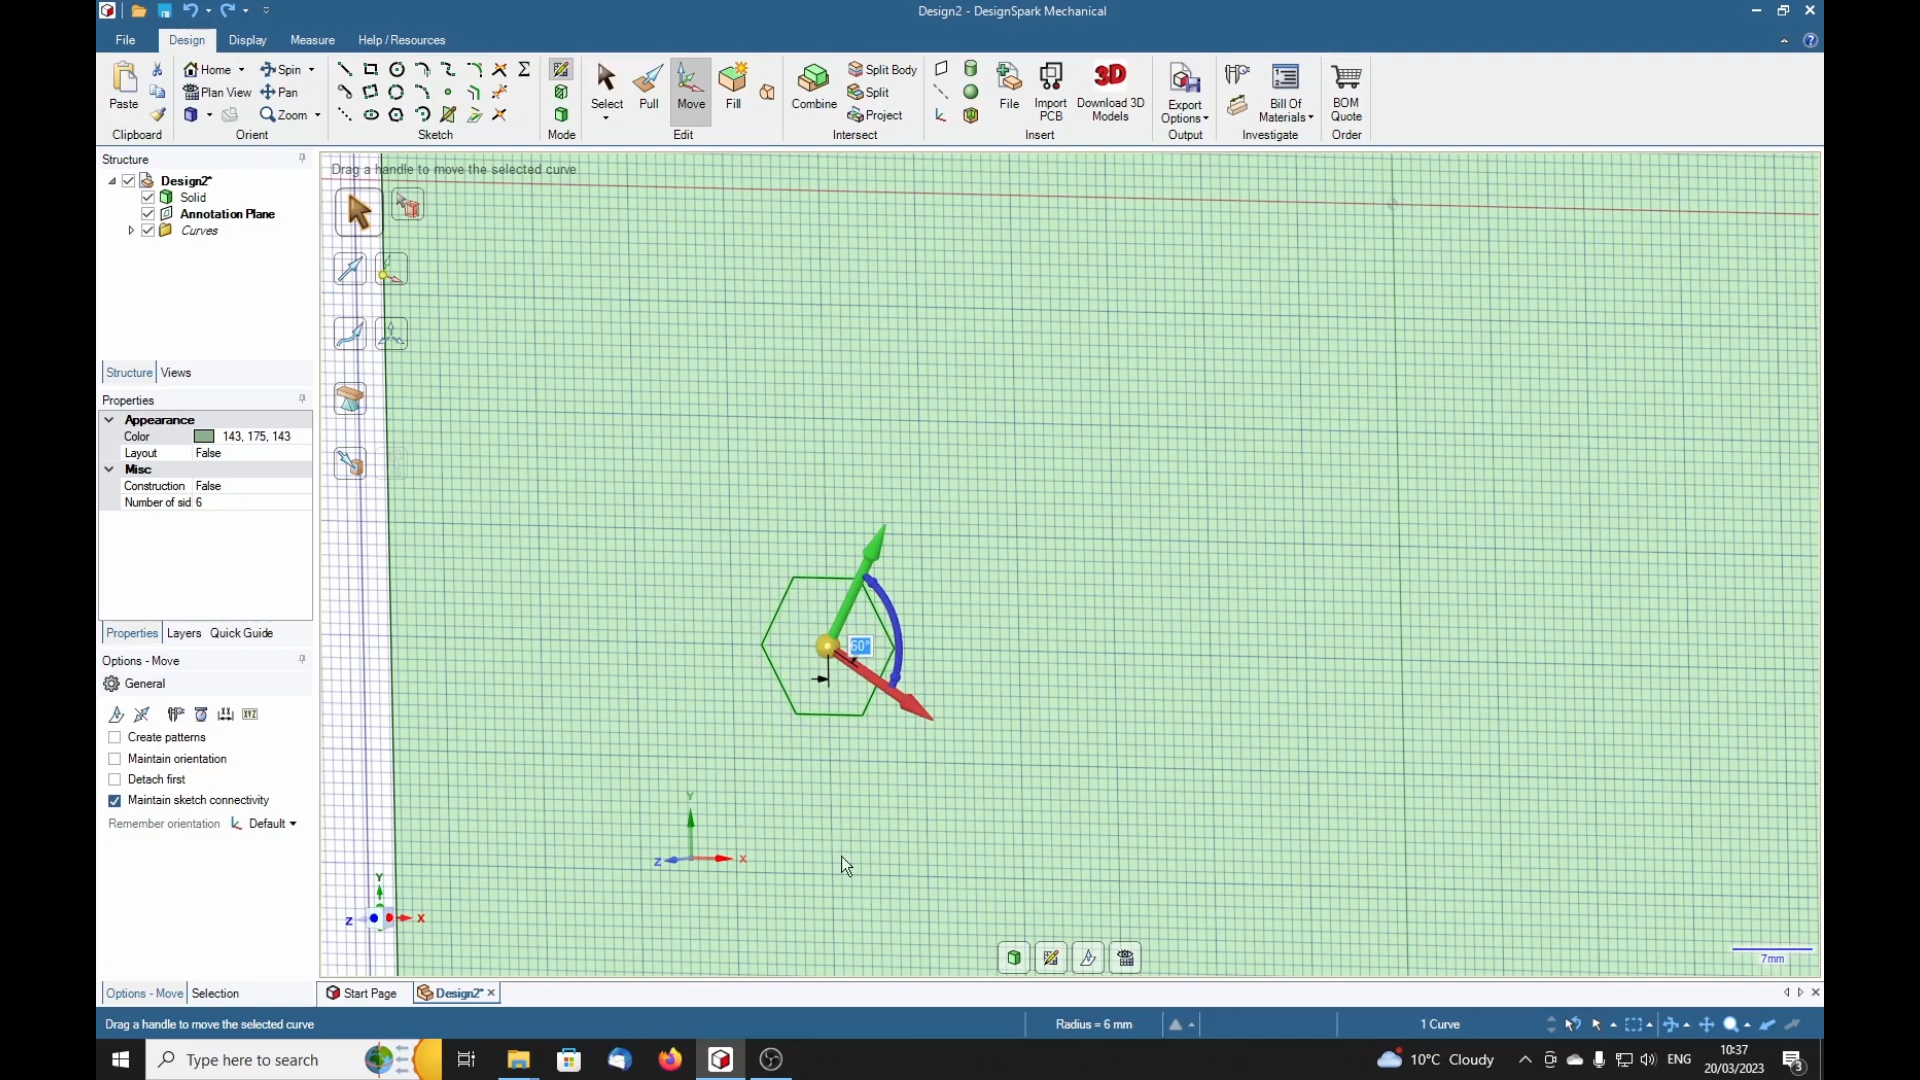 Design2 - DesignSpark Mechanical
File
Design
Display
Measure
Help / Resources
Paste
Clipboard
Home
Spin
Plan View
Pan
Zoom
Orient
Sketch
Mode
Select
Pull
Move
Fill
Edit
Combine
Split Body
Split
Project
Intersect
File
Import PCB
3D
Download 3D Models
Insert
Export Options
Output
Bill Of Materials
Investigate
BOM Quote
Order
Structure
Design2*
Solid
Annotation Plane
Curves
Structure
Views
Properties
Appearance
Color 143, 175, 143
Layout False
Misc
Construction False
Number of sid 6
Properties
Layers
Quick Guide
Options - Move
General
XYZ
Create patterns
Maintain orientation
Detach first
Maintain sketch connectivity
Remember orientation Default
Drag a handle to move the selected curve
60°
Y
Z
X
Y
Z
X
7mm
Options - Move
Selection
Start Page
Design2*
Drag a handle to move the selected curve
Radius = 6 mm
1 Curve
Type here to search
10°C Cloudy
ENG
10:37
20/03/2023
3